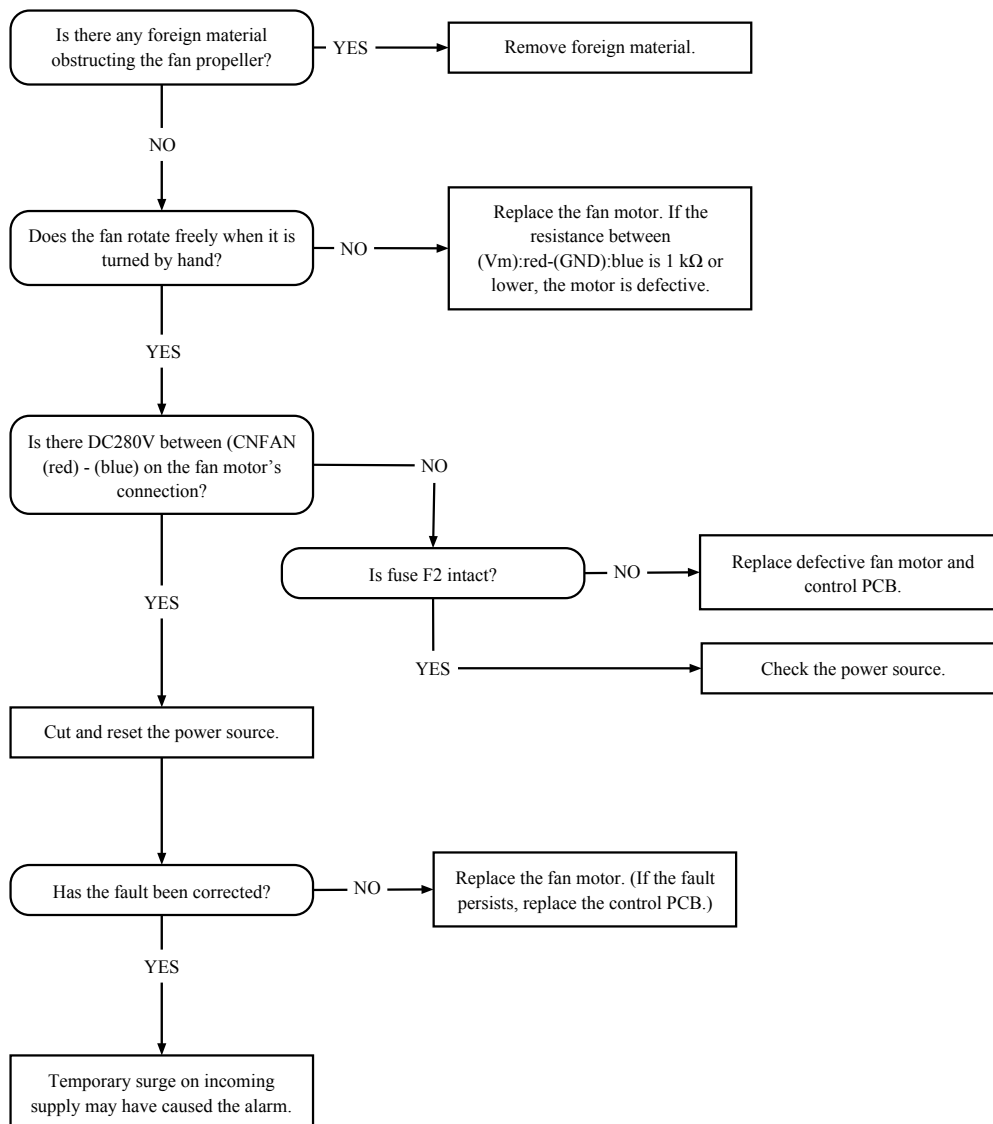 Is there any foreign material
obstructing the fan propeller?
YES
Remove foreign material.
NO
Does the fan rotate freely when it is
turned by hand?
NO
Replace the fan motor. If the
resistance between
(Vm):red-(GND):blue is 1 kΩ or
lower, the motor is defective.
YES
Is there DC280V between (CNFAN
(red) - (blue) on the fan motor’s
connection?
NO
Is fuse F2 intact?
NO
Replace defective fan motor and
control PCB.
YES
YES
Check the power source.
Cut and reset the power source.
Has the fault been corrected?
NO
Replace the fan motor. (If the fault
persists, replace the control PCB.)
YES
Temporary surge on incoming
supply may have caused the alarm.